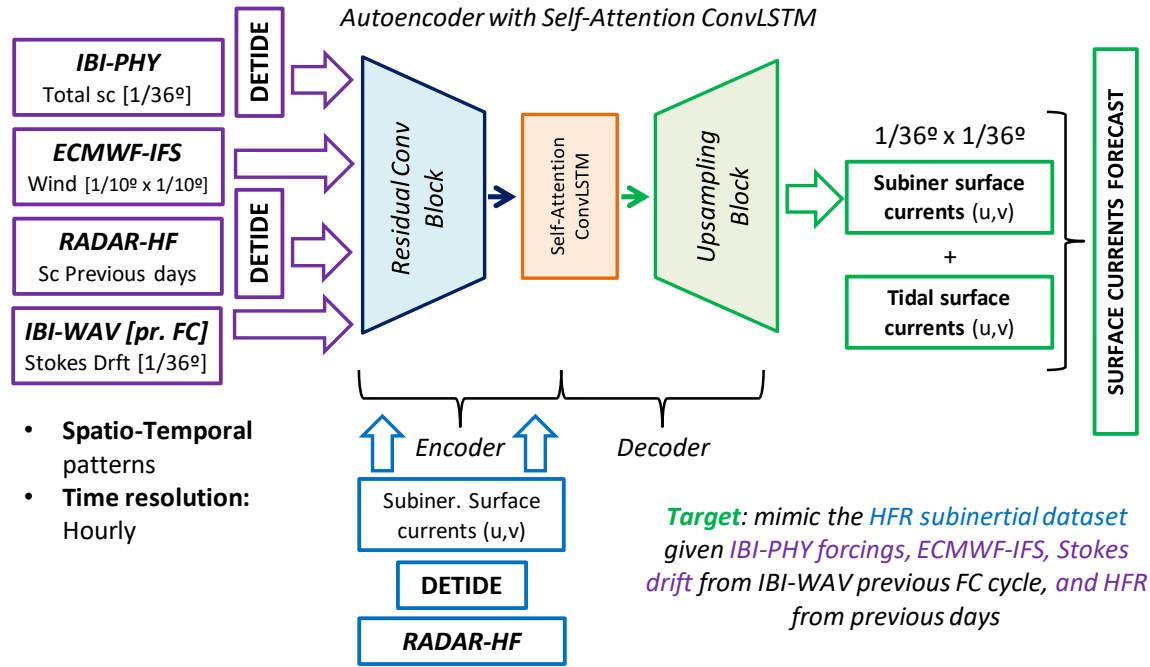 Autoencoder with Self-Attention ConvLSTM
IBI-PHY
Total sc [1/36º]
DETIDE
ECMWF-IFS
Wind [1/10º x 1/10º]
RADAR-HF
Sc Previous days
DETIDE
IBI-WAV [pr. FC]
Stokes Drft [1/36º]
Residual Conv
Block
Self-Attention
ConvLSTM
Upsampling
Block
1/36º x 1/36º
Subiner surface
currents (u,v)
+
Tidal surface
currents (u,v)
SURFACE CURRENTS FORECAST
Encoder
Decoder
• Spatio-Temporal
patterns
• Time resolution:
Hourly
Subiner. Surface
currents (u,v)
DETIDE
RADAR-HF
Target: mimic the HFR subinertial dataset
given IBI-PHY forcings, ECMWF-IFS, Stokes
drift from IBI-WAV previous FC cycle, and HFR
from previous days